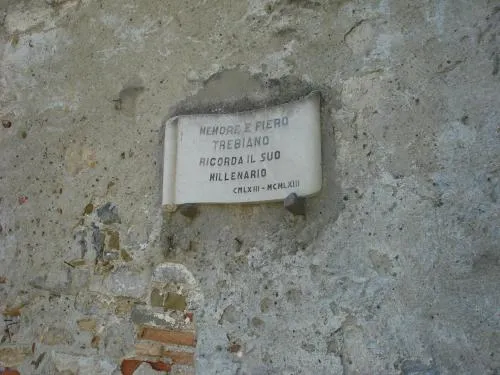 MEMORE E FIERO
TREBIANO
RICORDA IL SUO
MILLENARIO
CMLXIII - MCMLXIII